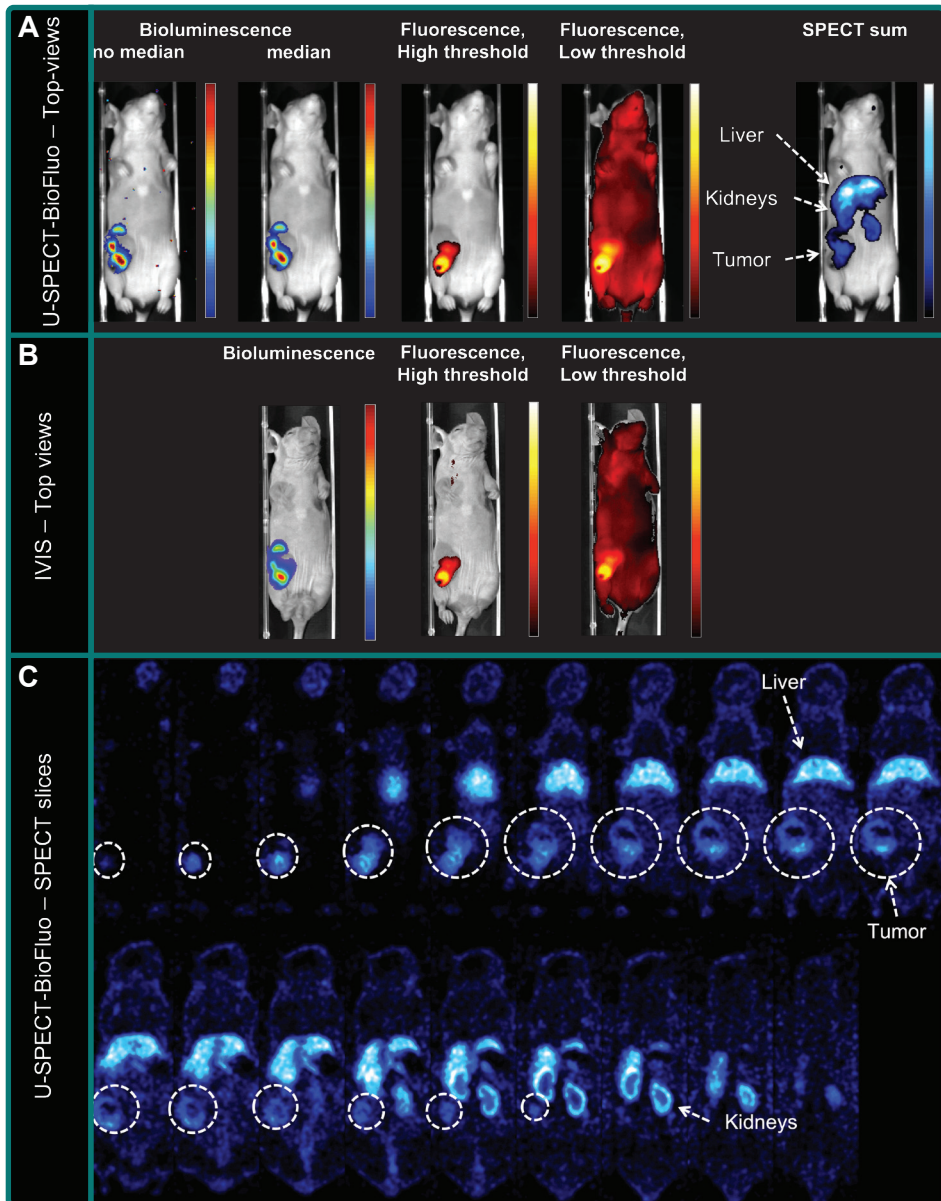 A
U-SPECT-BioFluo – Top-views
Bioluminescence
no median
median
Fluorescence,
High threshold
Fluorescence,
Low threshold
SPECT sum
Liver
Kidneys
Tumor
B
IVIS – Top views
Bioluminescence
Fluorescence,
High threshold
Fluorescence,
Low threshold
C
U-SPECT-BioFluo – SPECT slices
Liver
Tumor
Kidneys